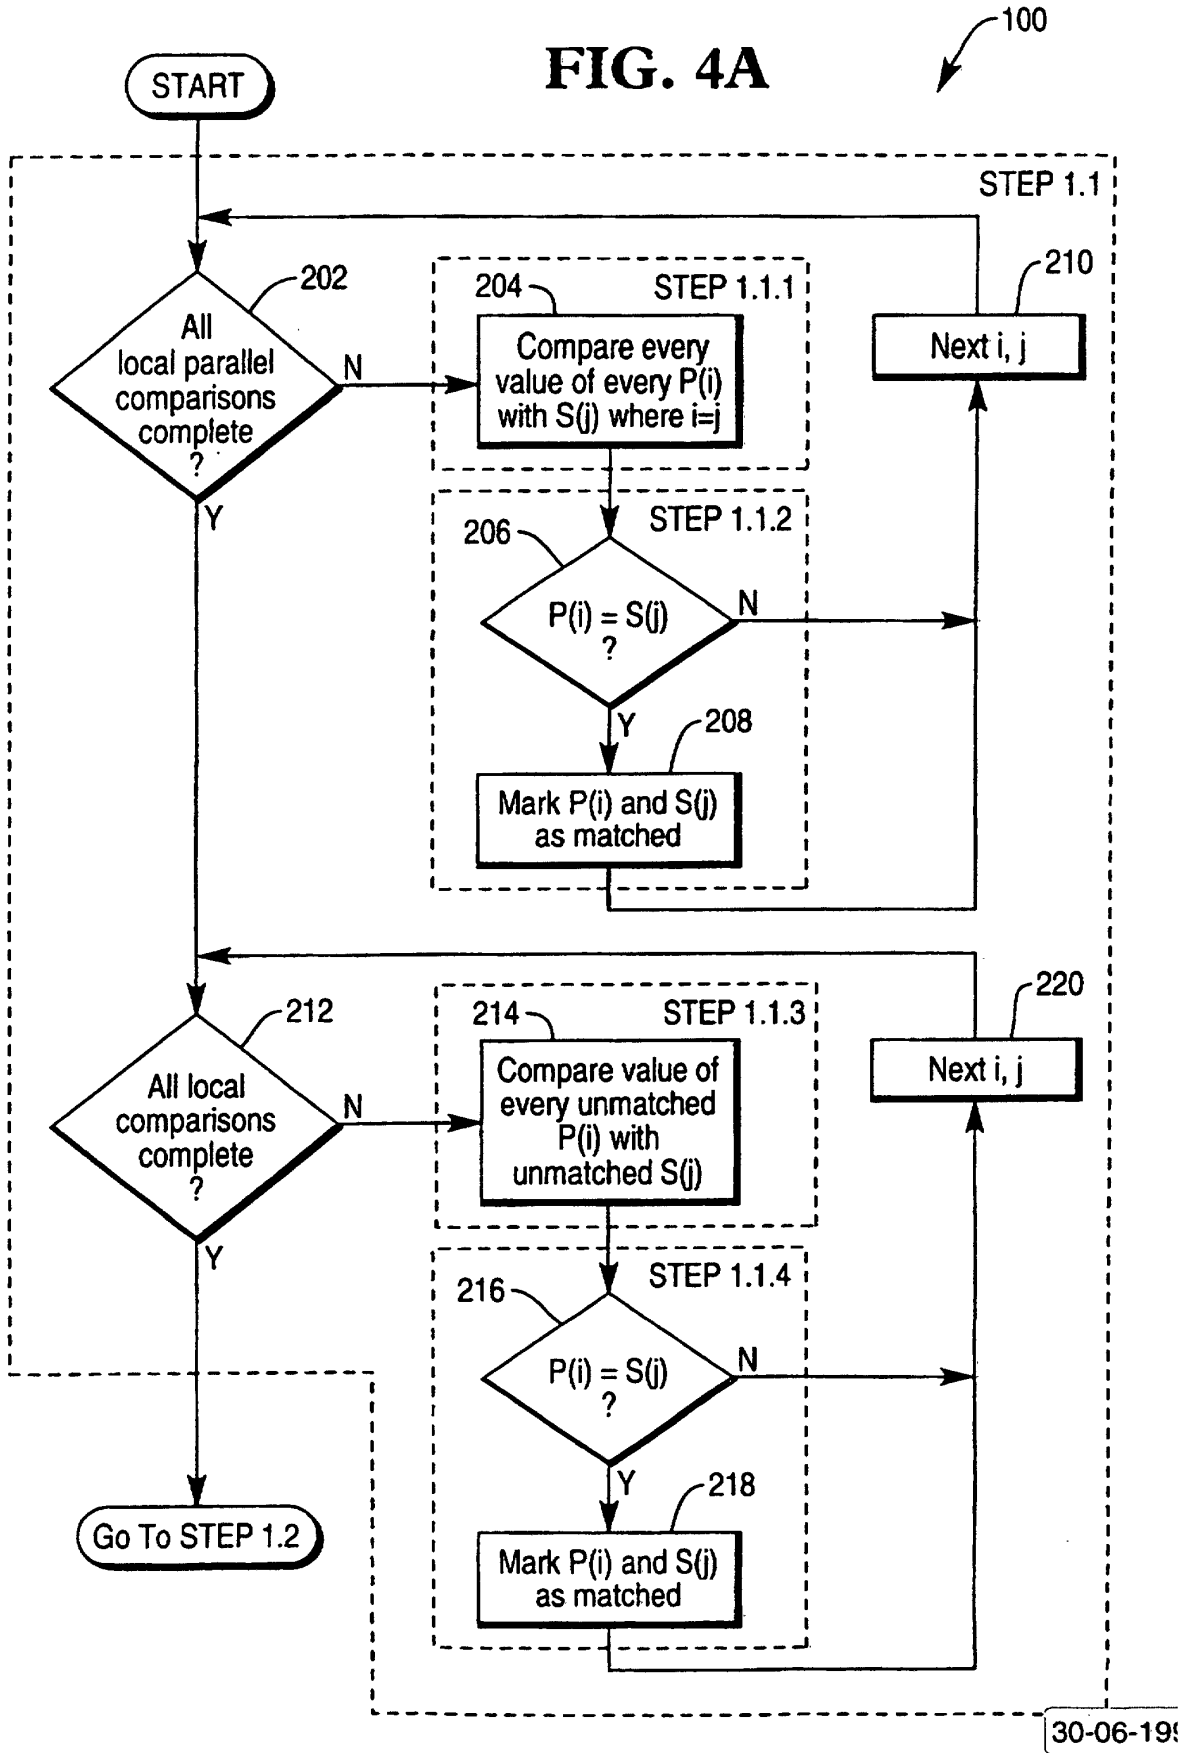 100
FIG. 4A
START
STEP 1.1
202
204
STEP 1.1.1
210
All
local parallel
comparisons
complete
?
N
Y
Compare every
value of every P(i)
with S(j) where i=j
Next i, j
STEP 1.1.2
206
P(i) = S(j)
?
N
Y
208
Mark P(i) and S(j)
as matched
212
214
STEP 1.1.3
220
All local
comparisons
complete
?
N
Y
Compare value of
every unmatched
P(i) with
unmatched S(j)
Next i, j
STEP 1.1.4
216
P(i) = S(j)
?
N
Y
218
Mark P(i) and S(j)
as matched
Go To STEP 1.2
30-06-199